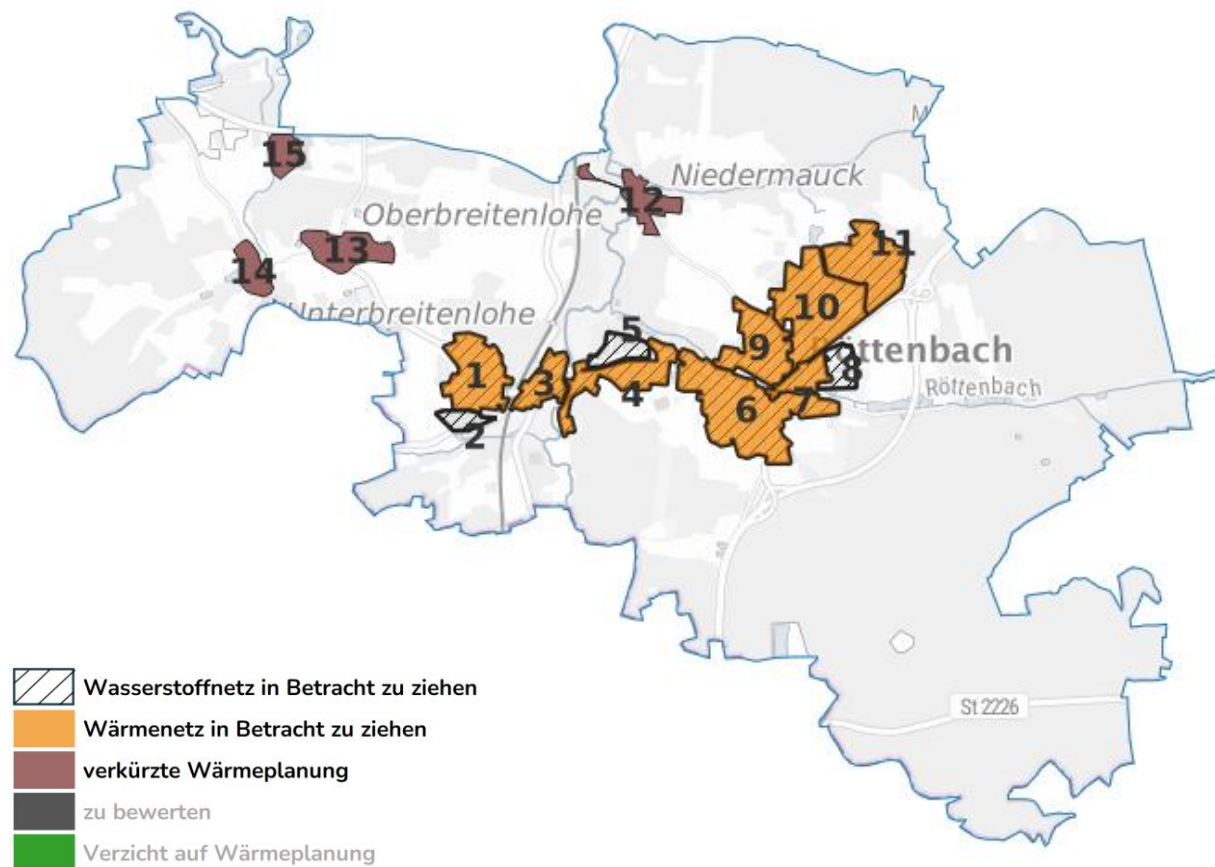 M
15
12
Niedermauck
Oberbreitenlohe
11
13
14
10
Unterbreitenlohe
5
9
Röttenbach
1
3
8
4
Röttenbach
6
7
2
St 2226
Wasserstoffnetz in Betracht zu ziehen
Wärmenetz in Betracht zu ziehen
verkürzte Wärmeplanung
zu bewerten
Verzicht auf Wärmeplanung